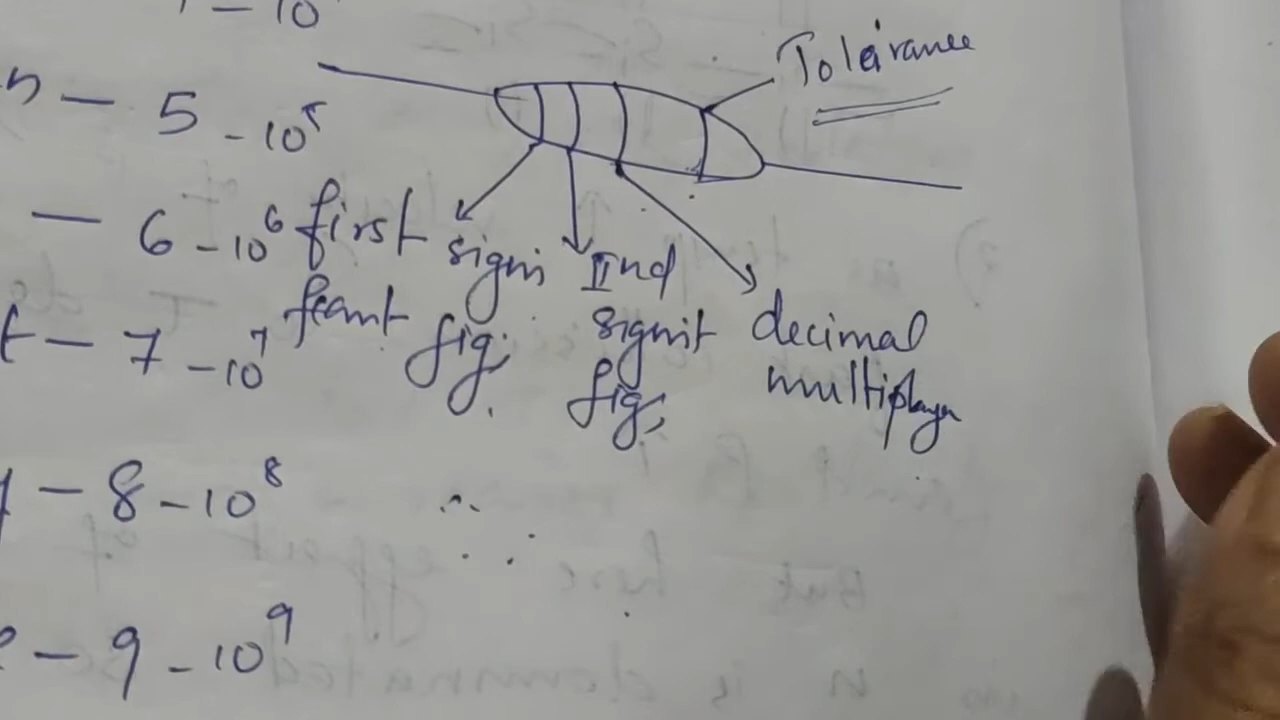 - 10
n - 5 - 10⁵
- 6 - 10⁶
t - 7 - 10⁷
y - 8 - 10⁸
e - 9 - 10⁹
Tolerance
first signi
ficant fig,
IInd
signit
fig,
decimal
multiplayer